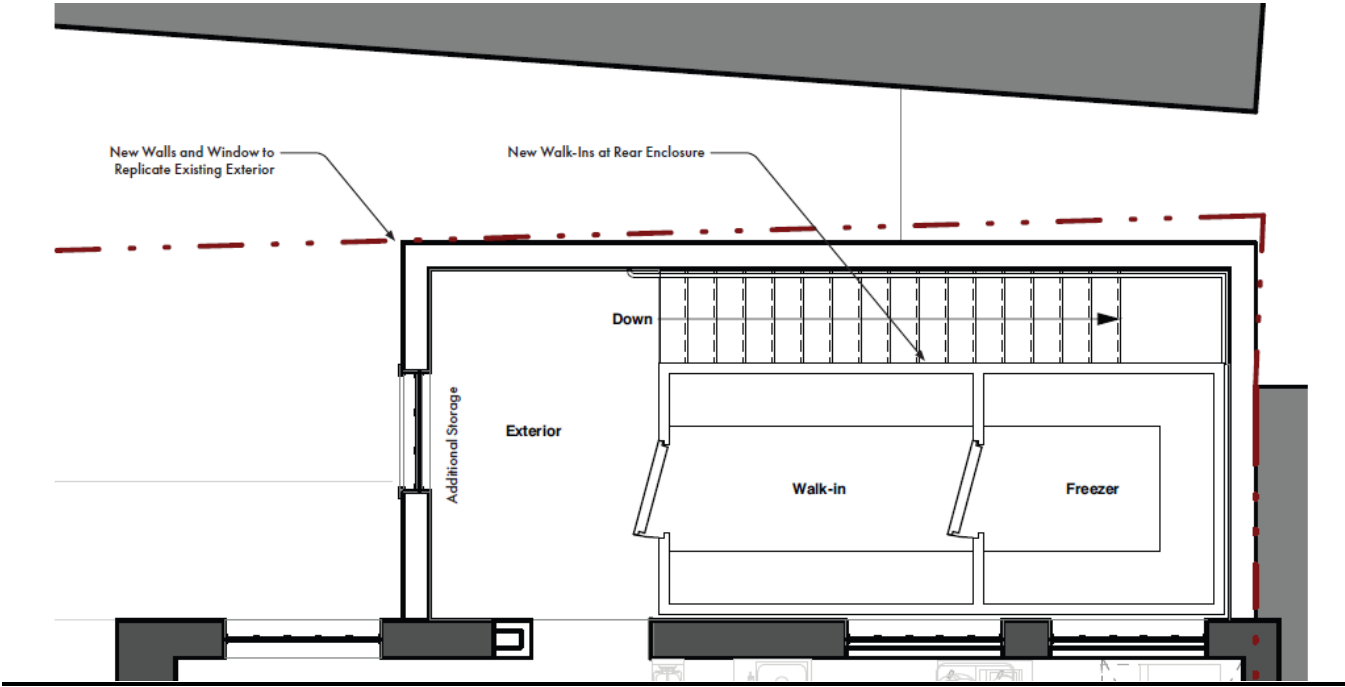 New Walls and Window to
Replicate Existing Exterior
New Walk-Ins at Rear Enclosure
Down
Additional Storage
Exterior
Walk-in
Freezer